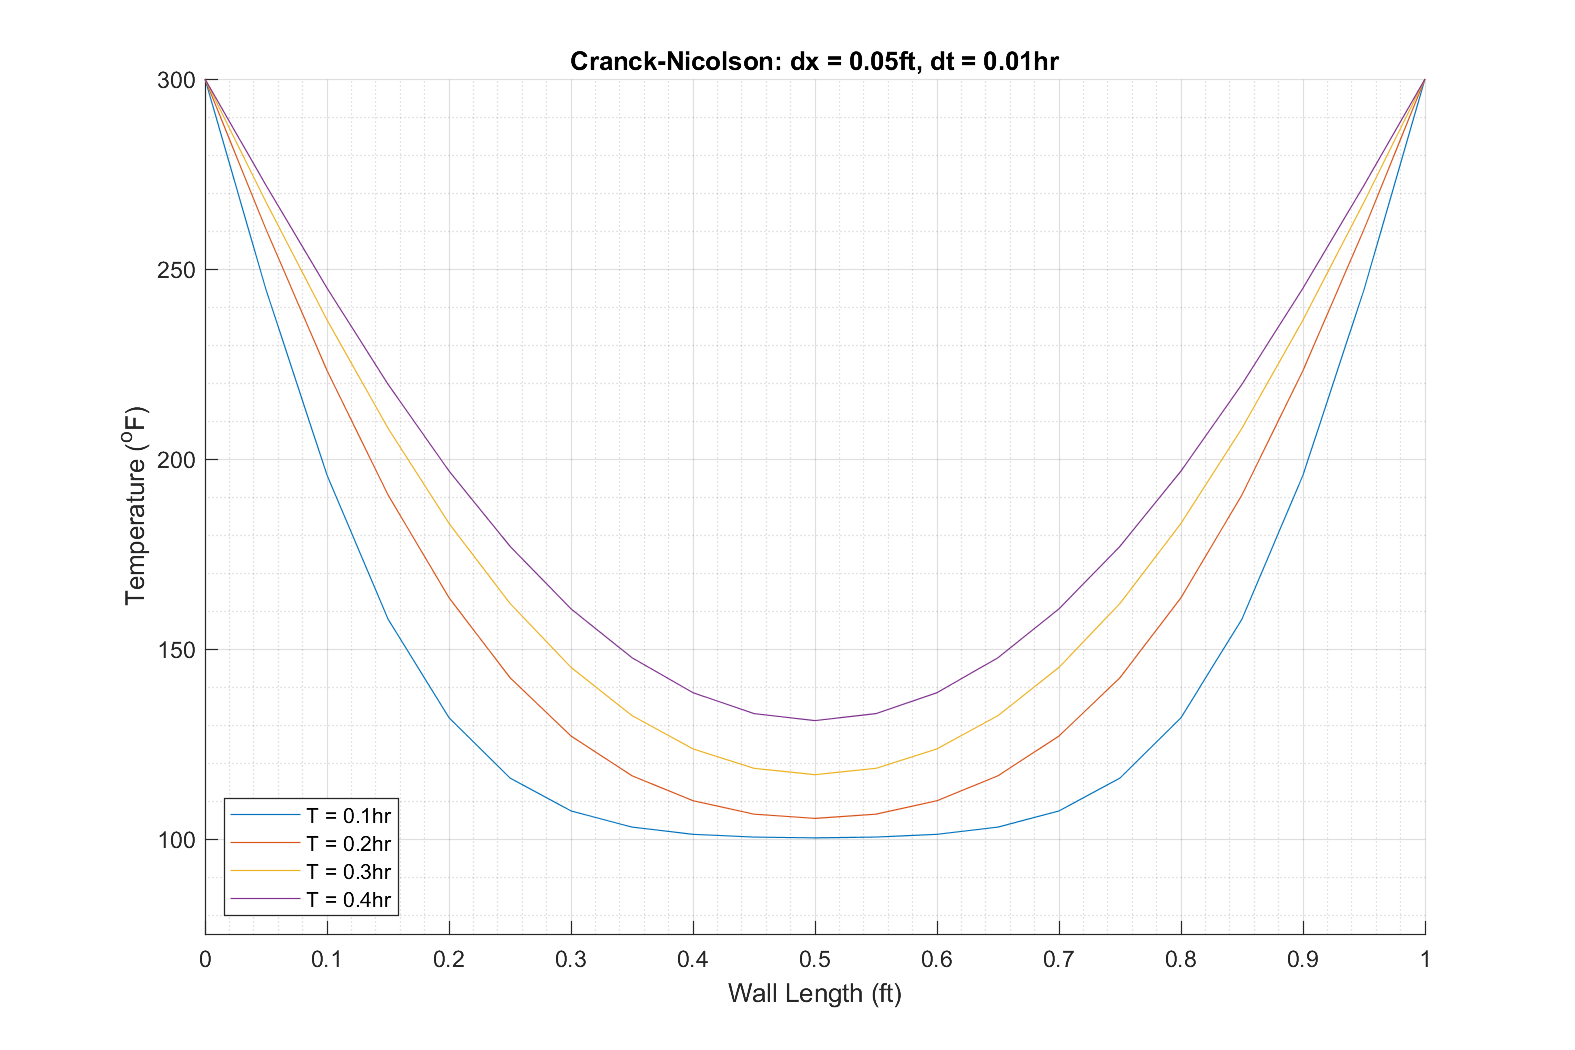 Cranck-Nicolson: dx = 0.05ft, dt = 0.01hr
300
250
200
150
100
Temperature (oF)
T = 0.1hr
T = 0.2hr
T = 0.3hr
T = 0.4hr
0 0.1 0.2 0.3 0.4 0.5 0.6 0.7 0.8 0.9 1
Wall Length (ft)